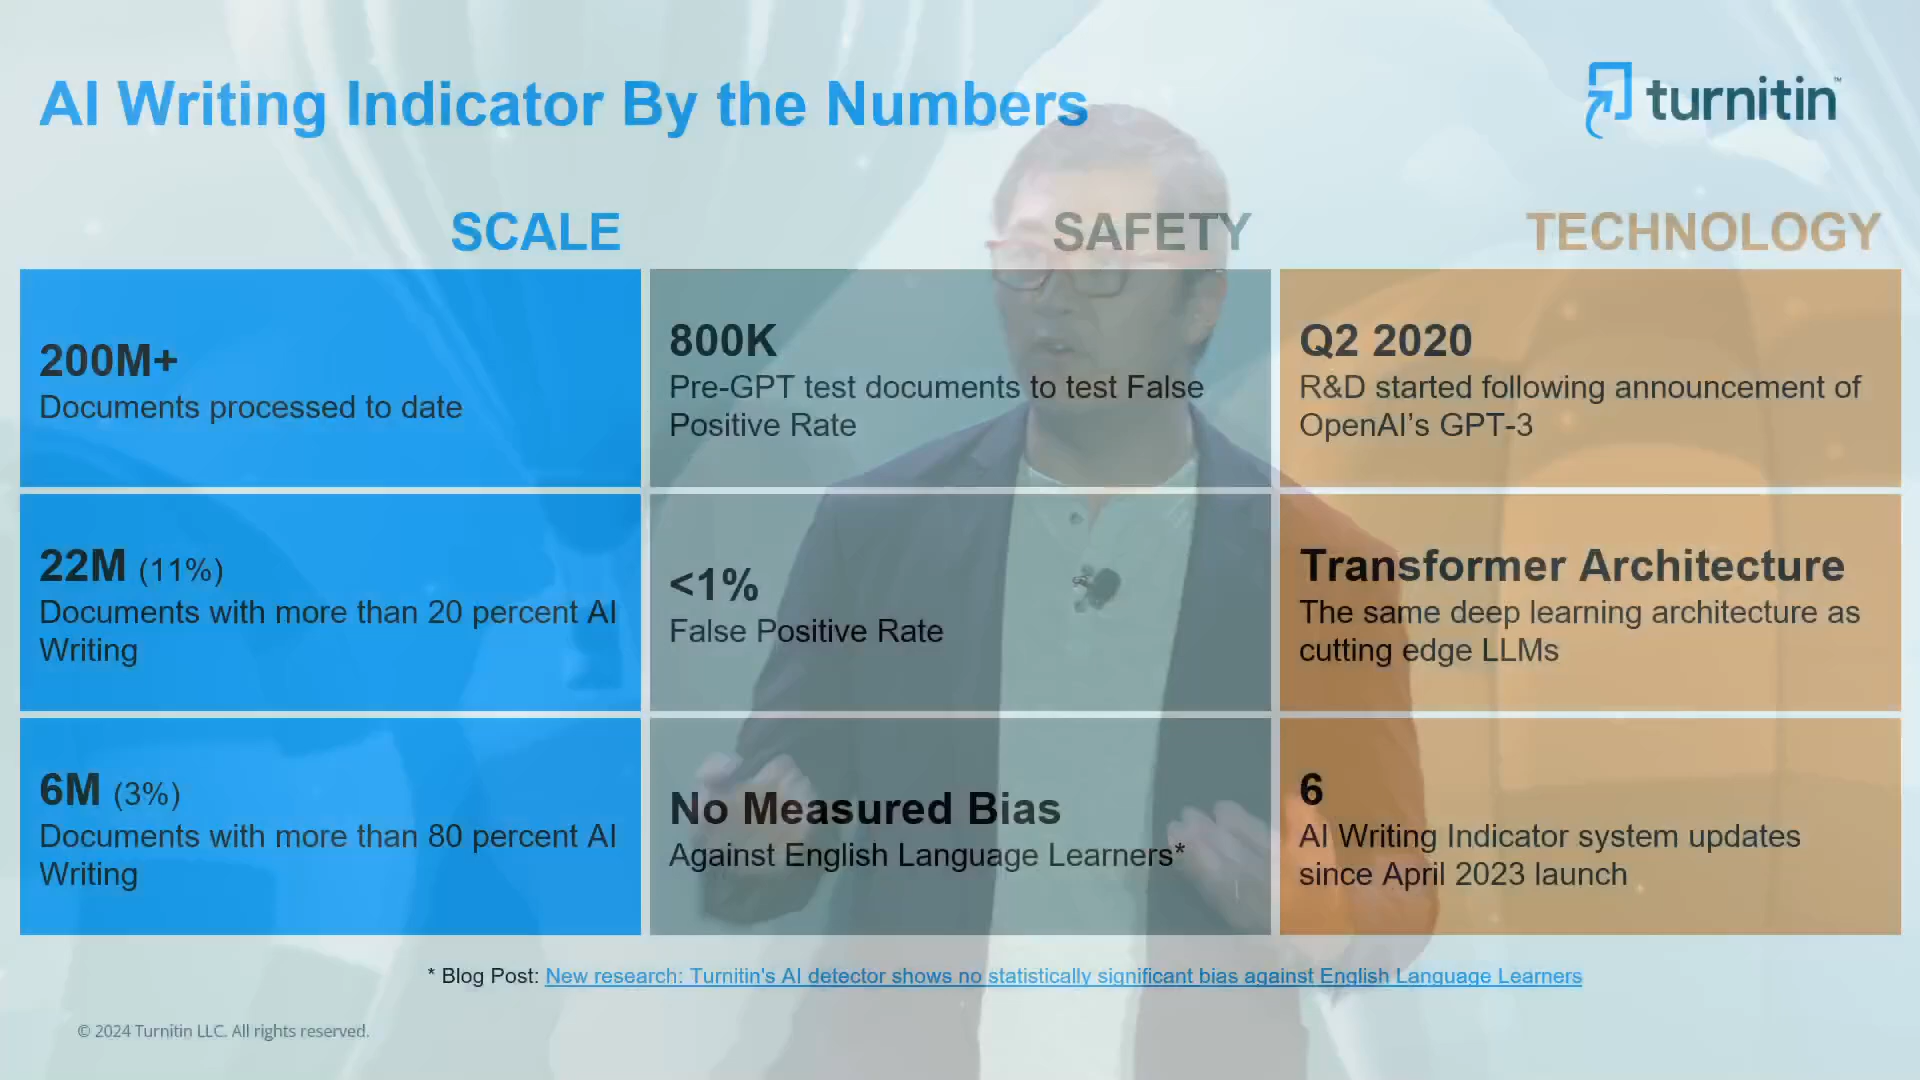 AI Writing Indicator By the Numbers
turnitin™
SCALE
SAFETY
TECHNOLOGY
200M+
Documents processed to date
800K
Pre-GPT test documents to test False
Positive Rate
Q2 2020
R&D started following announcement of
OpenAI’s GPT-3
22M (11%)
Documents with more than 20 percent AI
Writing
<1%
False Positive Rate
Transformer Architecture
The same deep learning architecture as
cutting edge LLMs
6M (3%)
Documents with more than 80 percent AI
Writing
No Measured Bias
Against English Language Learners*
6
AI Writing Indicator system updates
since April 2023 launch
* Blog Post: New research: Turnitin's AI detector shows no statistically significant bias against English Language Learners
© 2024 Turnitin LLC. All rights reserved.